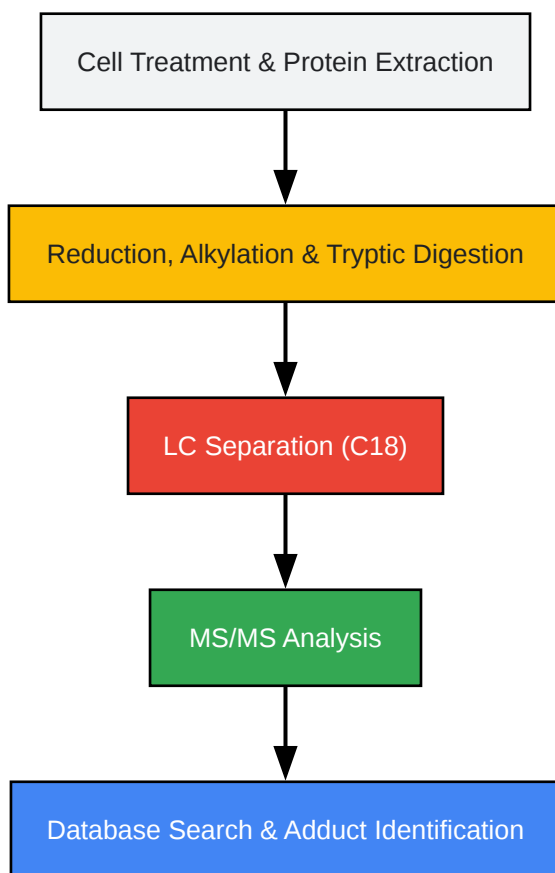 Cell Treatment & Protein Extraction
Reduction, Alkylation & Tryptic Digestion
LC Separation (C18)
MS/MS Analysis
Database Search & Adduct Identification